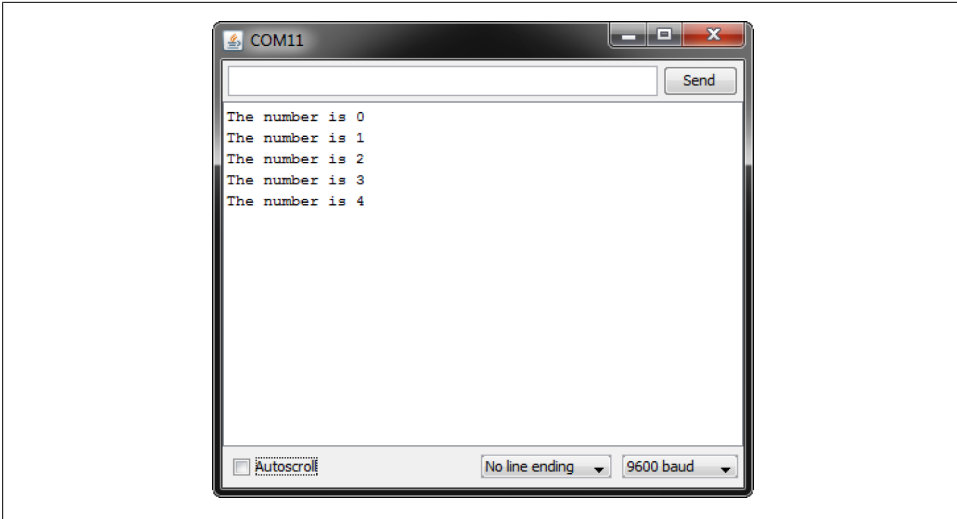 COM11
Send
The number is 0
The number is 1
The number is 2
The number is 3
The number is 4
Autoscroll
No line ending
9600 baud